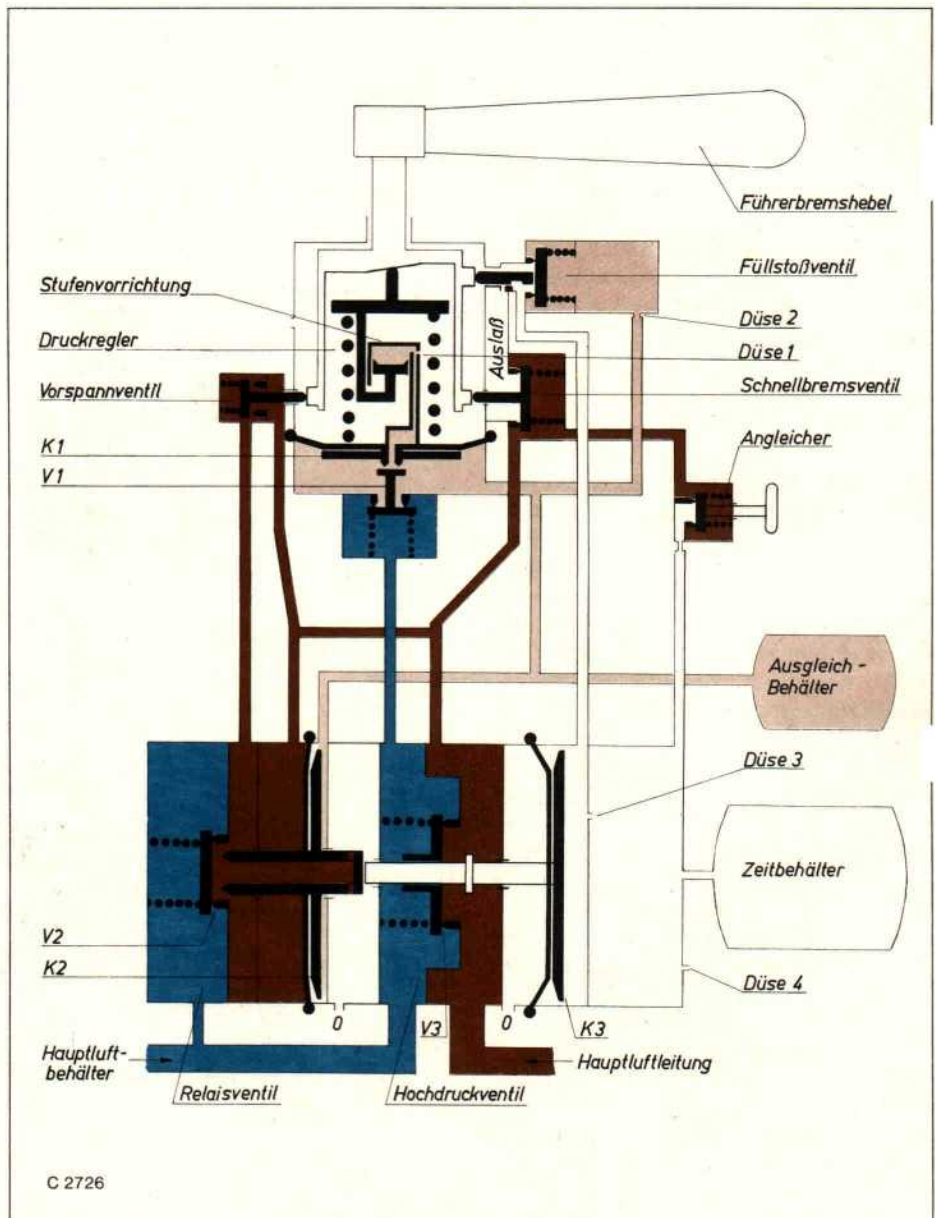 Führerbremshebel
Stufenvorrichtung
Füllstoßventil
Druckregler
Auslaß
Düse 2
Düse 1
Vorspannventil
Schnellbremsventil
K1
Angleicher
V1
Ausgleich-
Behälter
Düse 3
Zeitbehälter
V2
K2
Düse 4
0
V3
0
K3
Hauptluft-
behälter
Hauptluftleitung
Relaisventil
Hochdruckventil
C 2726